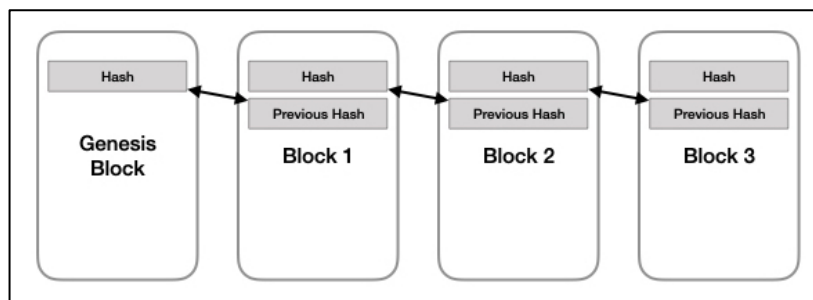 Hash
Genesis
Block
Hash
Previous Hash
Block 1
Hash
Previous Hash
Block 2
Hash
Previous Hash
Block 3